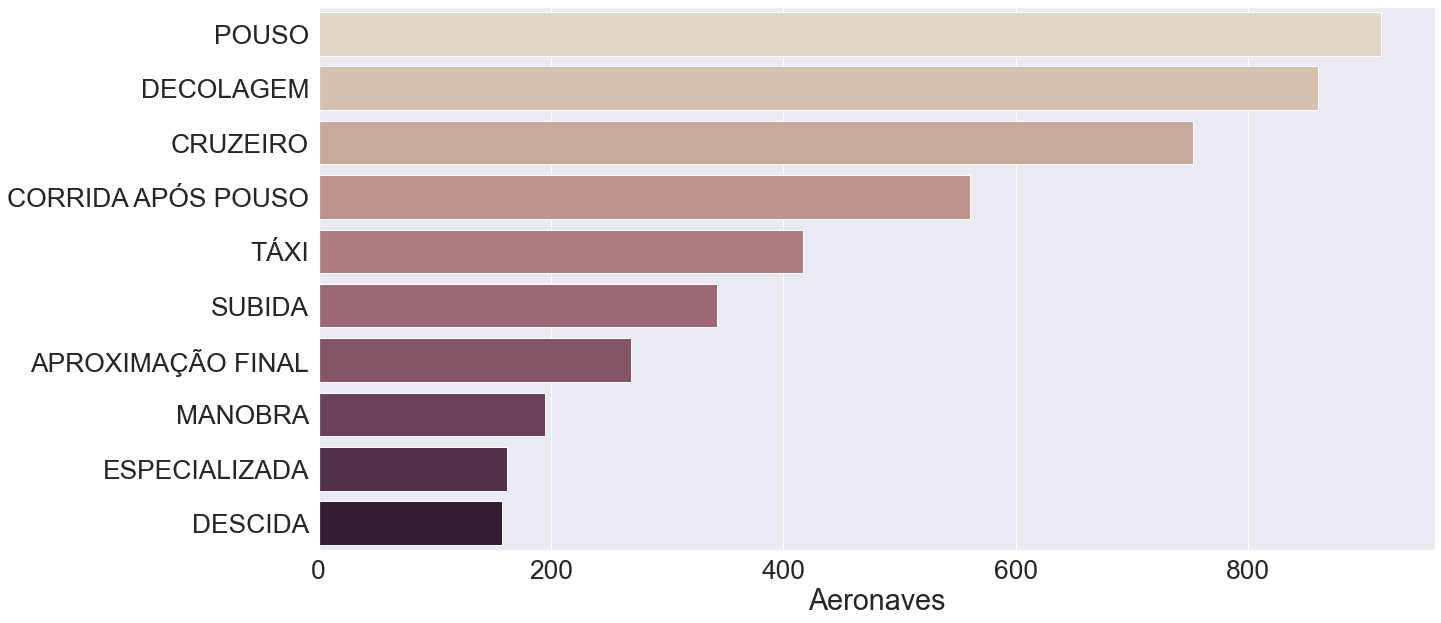 POUSO
DECOLAGEM
CRUZEIRO
CORRIDA APÓS POUSO
TÁXI
SUBIDA
APROXIMAÇÃO FINAL
MANOBRA
ESPECIALIZADA
DESCIDA
0 200 400 600 800
Aeronaves